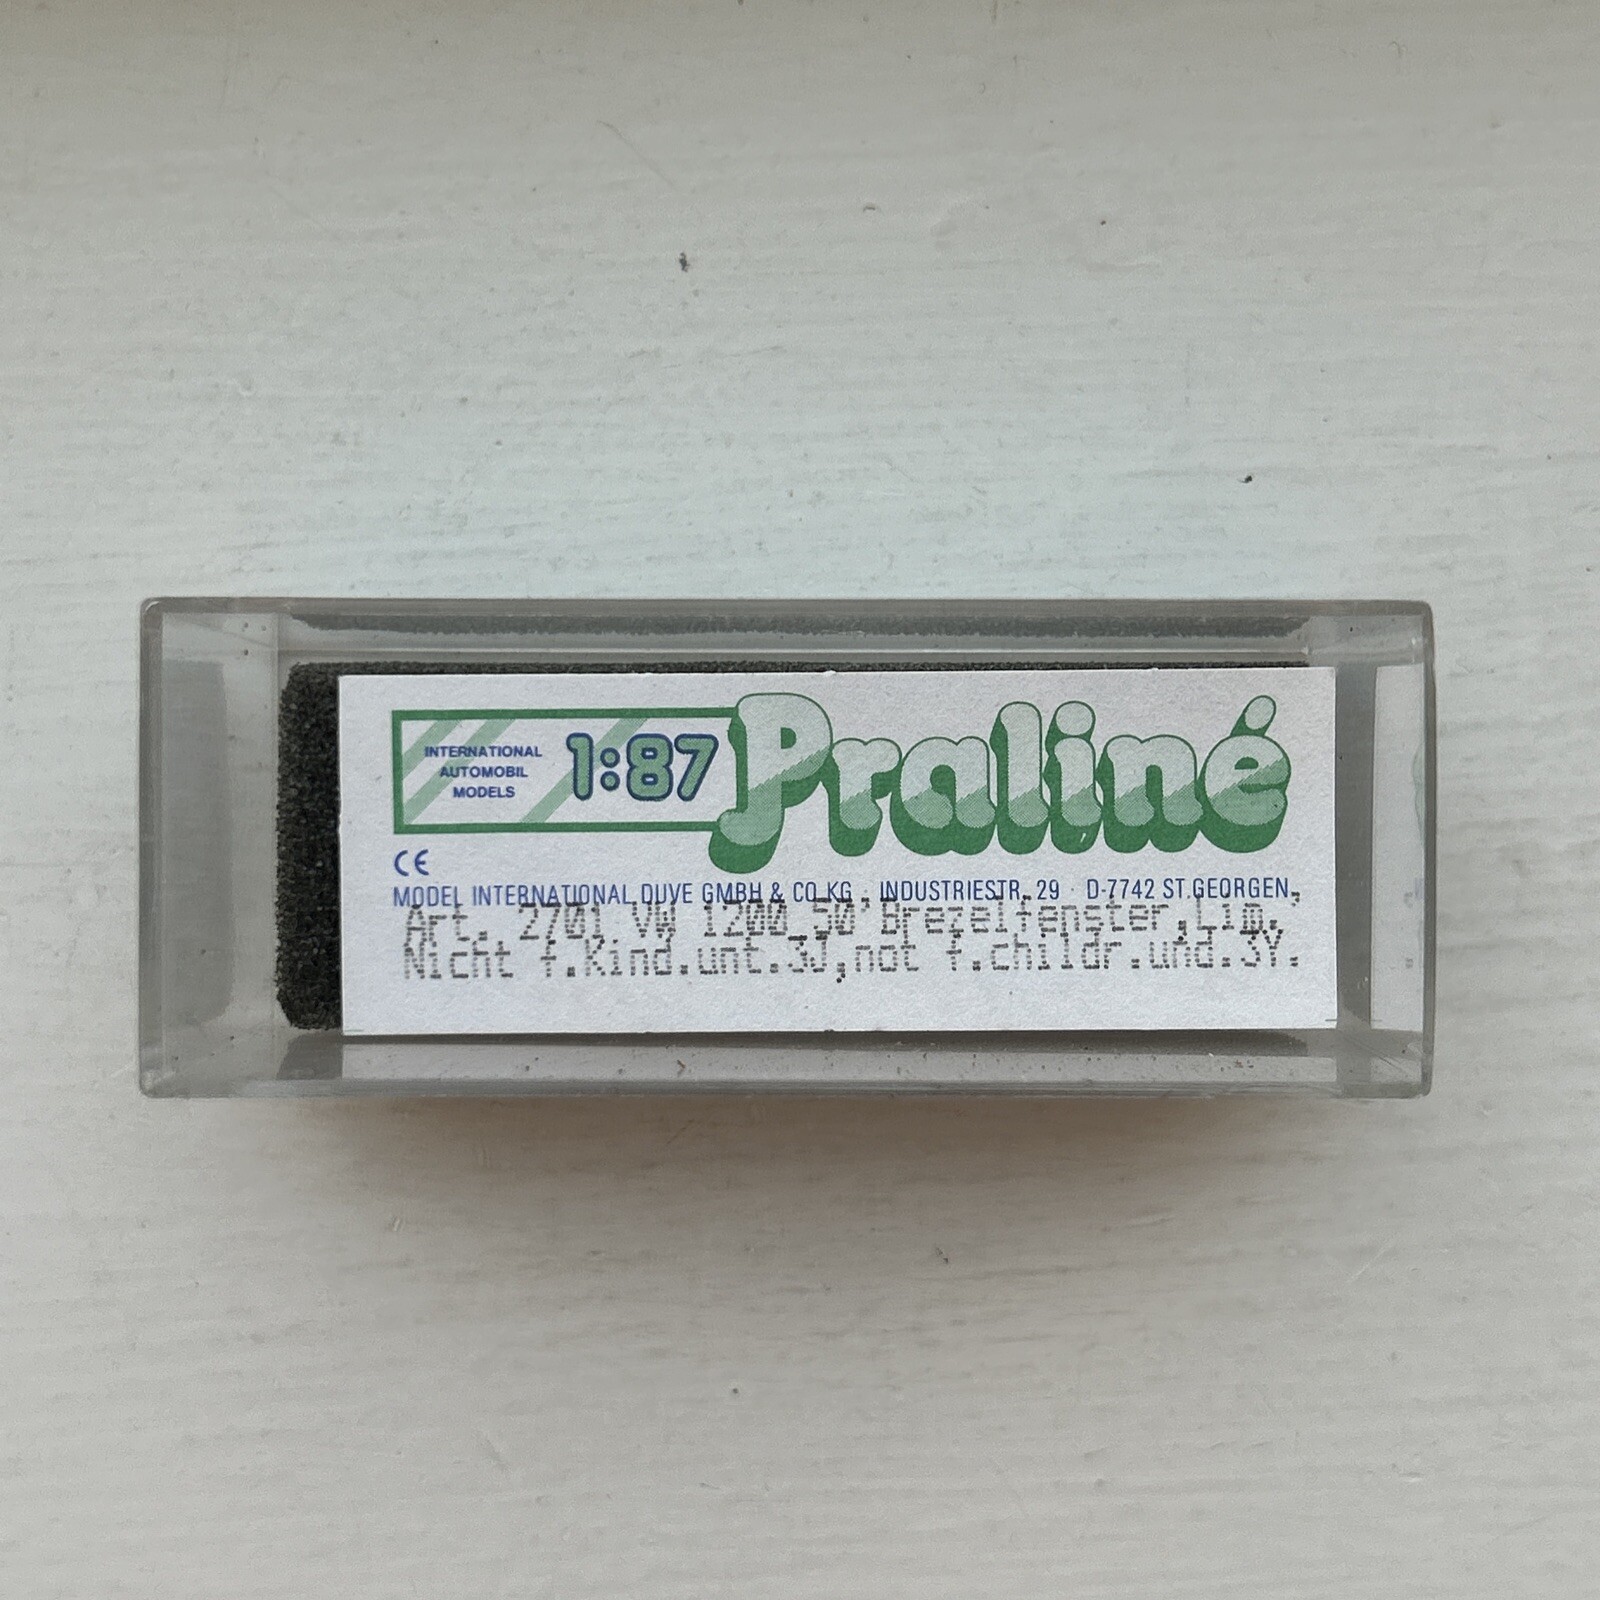 INTERNATIONAL
AUTOMOBIL
MODELS
1:87
Praliné
CE
MODEL INTERNATIONAL DUVE GMBH & CO.KG · INDUSTRIESTR. 29 · D-7742 ST.GEORGEN
Art. 2701 VW 1200 50'Brezelfenster,Lim.
Nicht f.Kind.unt.3J,not f.childr.und.3Y.